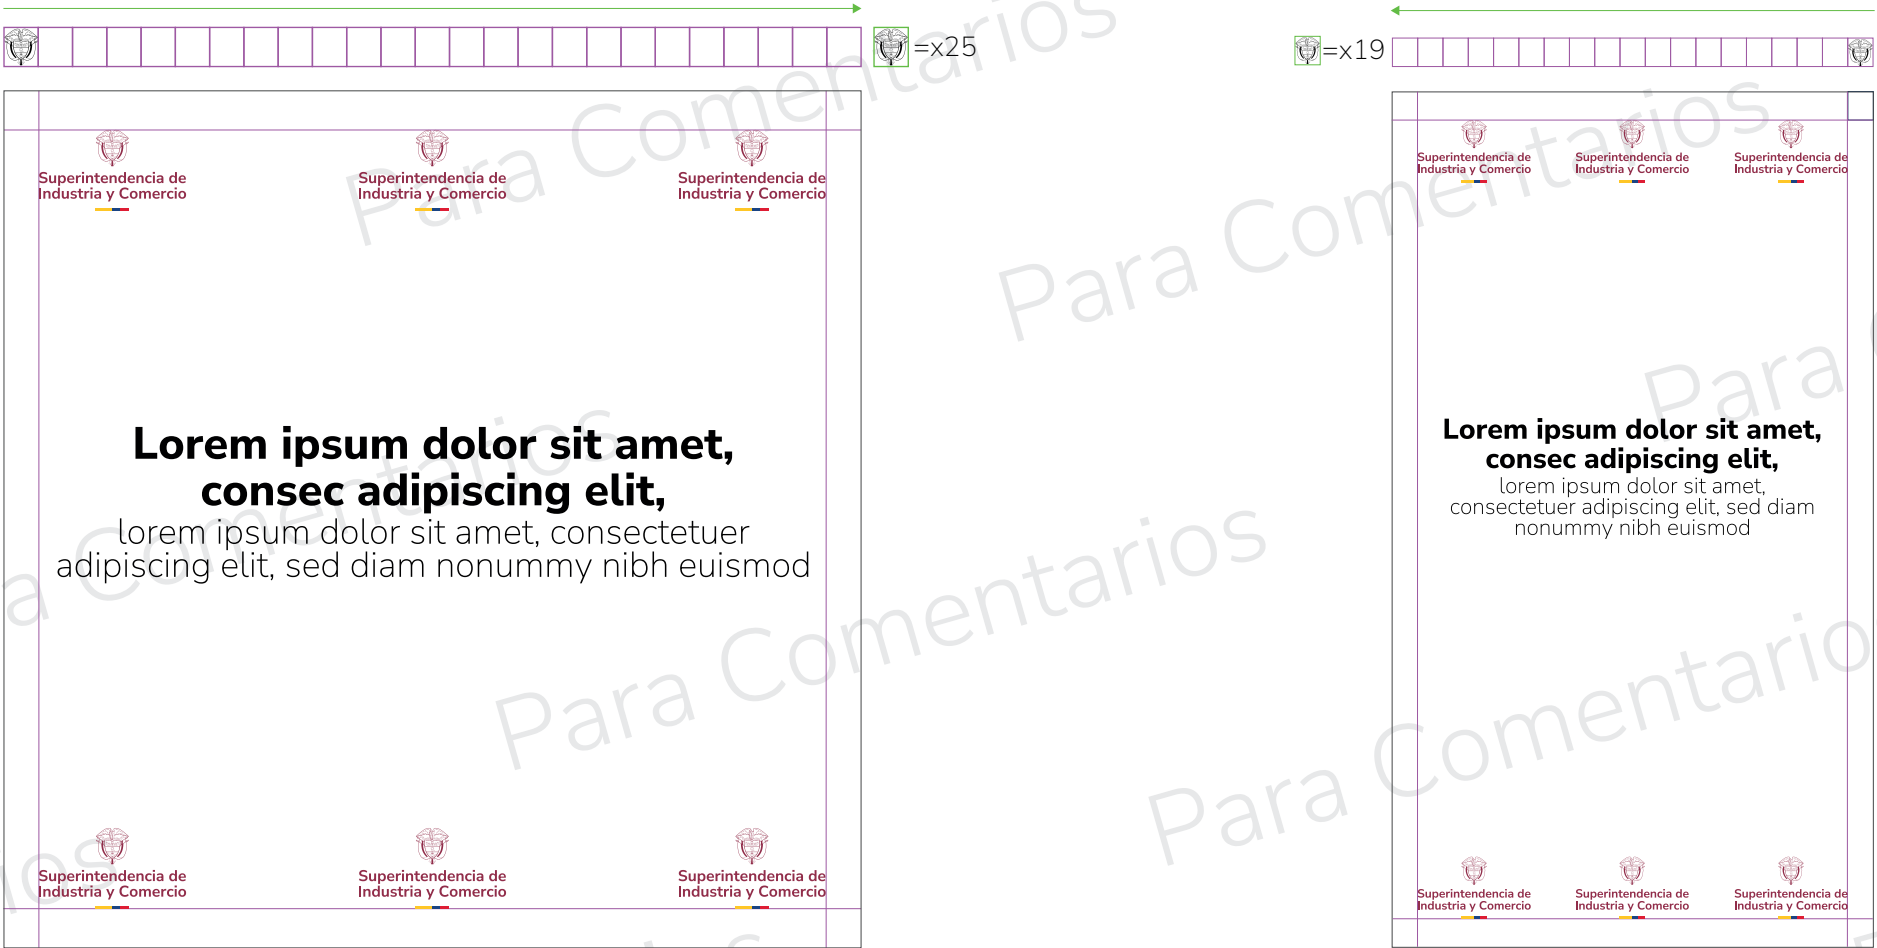 =x25
=x19
Superintendencia de
Industria y Comercio
Superintendencia de
Industria y Comercio
Superintendencia de
Industria y Comercio
Lorem ipsum dolor sit amet,
consec adipiscing elit,
lorem ipsum dolor sit amet, consectetuer
adipiscing elit, sed diam nonummy nibh euismod
Superintendencia de
Industria y Comercio
Superintendencia de
Industria y Comercio
Superintendencia de
Industria y Comercio
Superintendencia de
Industria y Comercio
Superintendencia de
Industria y Comercio
Superintendencia de
Industria y Comercio
Lorem ipsum dolor sit amet,
consec adipiscing elit,
lorem ipsum dolor sit amet,
consectetuer adipiscing elit, sed diam
nonummy nibh euismod
Superintendencia de
Industria y Comercio
Superintendencia de
Industria y Comercio
Superintendencia de
Industria y Comercio
Para Comentarios
Para Comentarios
Para
a Comentarios
Para Comentarios
Para Comentario
ios